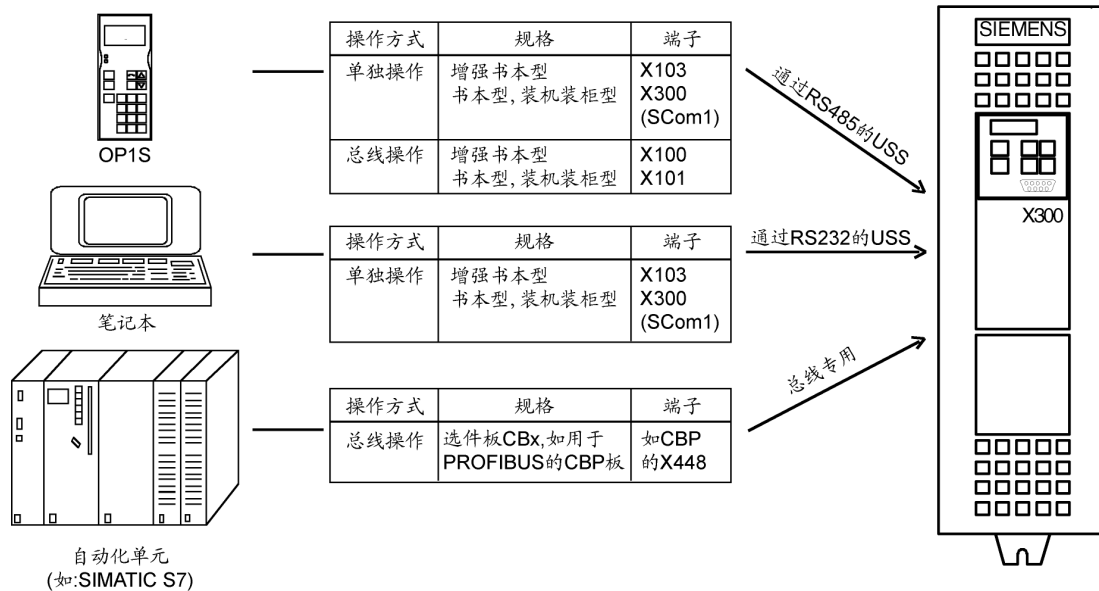 OP1S
操作方式 规格 端子
单独操作 增强书本型 X103
书本型,装机装柜型 X300
(SCom1)
总线操作 增强书本型 X100
书本型,装机装柜型 X101
通过RS485的USS
SIEMENS
X300
笔记本
操作方式 规格 端子
单独操作 增强书本型 X103
书本型,装机装柜型 X300
(SCom1)
通过RS232的USS
自动化单元
(如:SIMATIC S7)
操作方式 规格 端子
总线操作 选件板CBx,如用于 如CBP
PROFIBUS的CBP板 的X448
总线专用